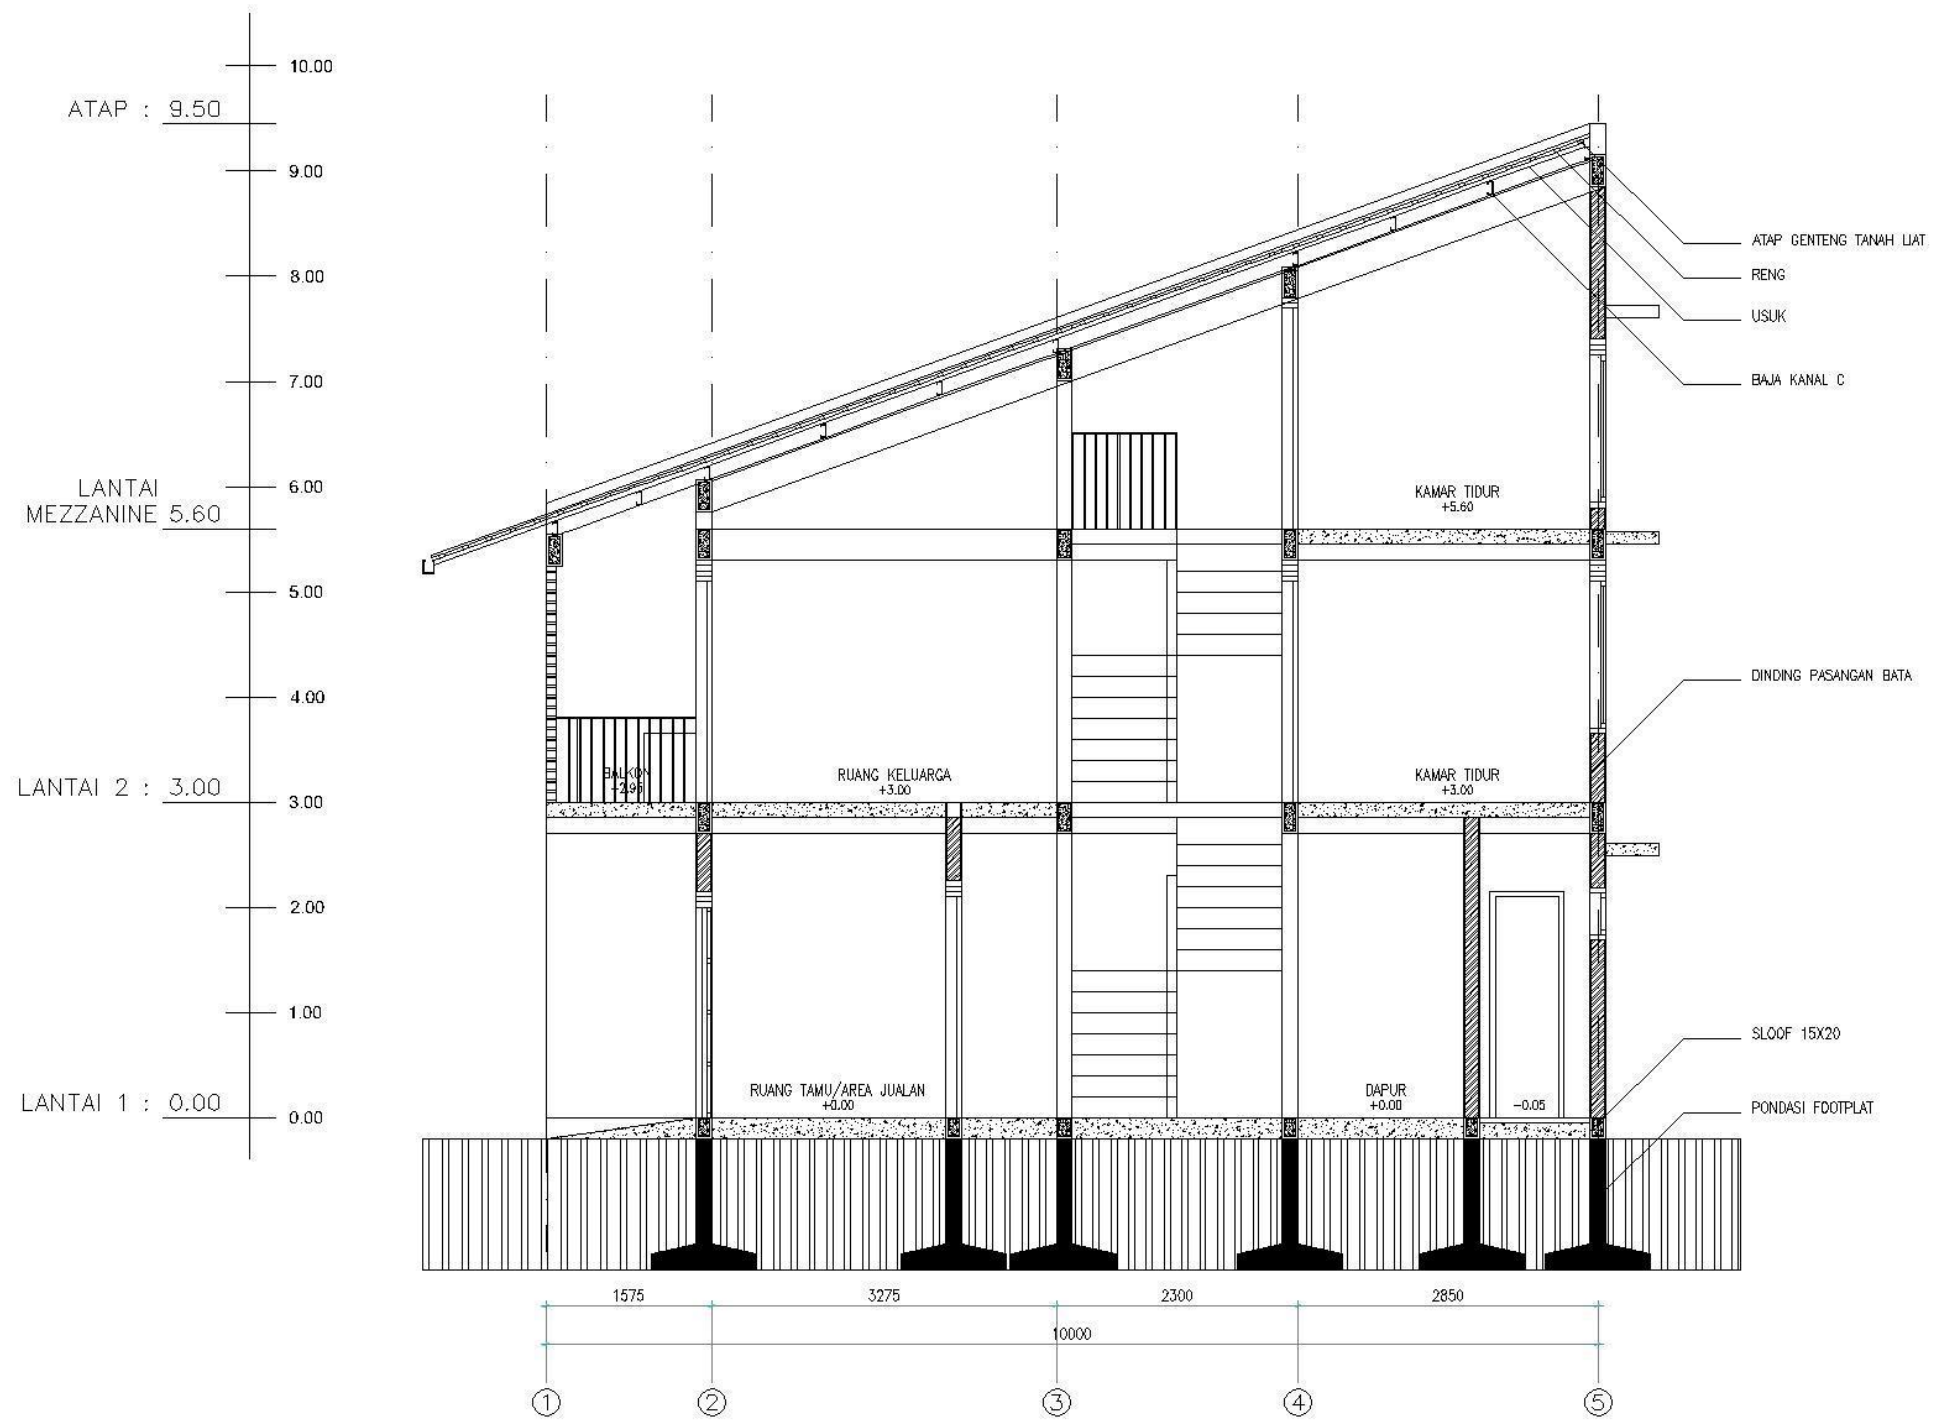 10.00
ATAP : 9.50
9.00
8.00
7.00
6.00
LANTAI
MEZZANINE 5.60
5.00
4.00
LANTAI 2 : 3.00
3.00
2.00
1.00
LANTAI 1 : 0.00
0.00
ATAP GENTENG TANAH LIAT
RENG
USUK
BAJA KANAL C
KAMAR TIDUR
+5.60
DINDING PASANGAN BATA
BALKON
+2.95
RUANG KELUARGA
+3.00
KAMAR TIDUR
+3.00
SLOOF 15X20
RUANG TAMU/AREA JUALAN
+0.00
DAPUR
+0.00
-0.05
PONDASI FOOTPLAT
1575
3275
2300
2850
10000
1
2
3
4
5